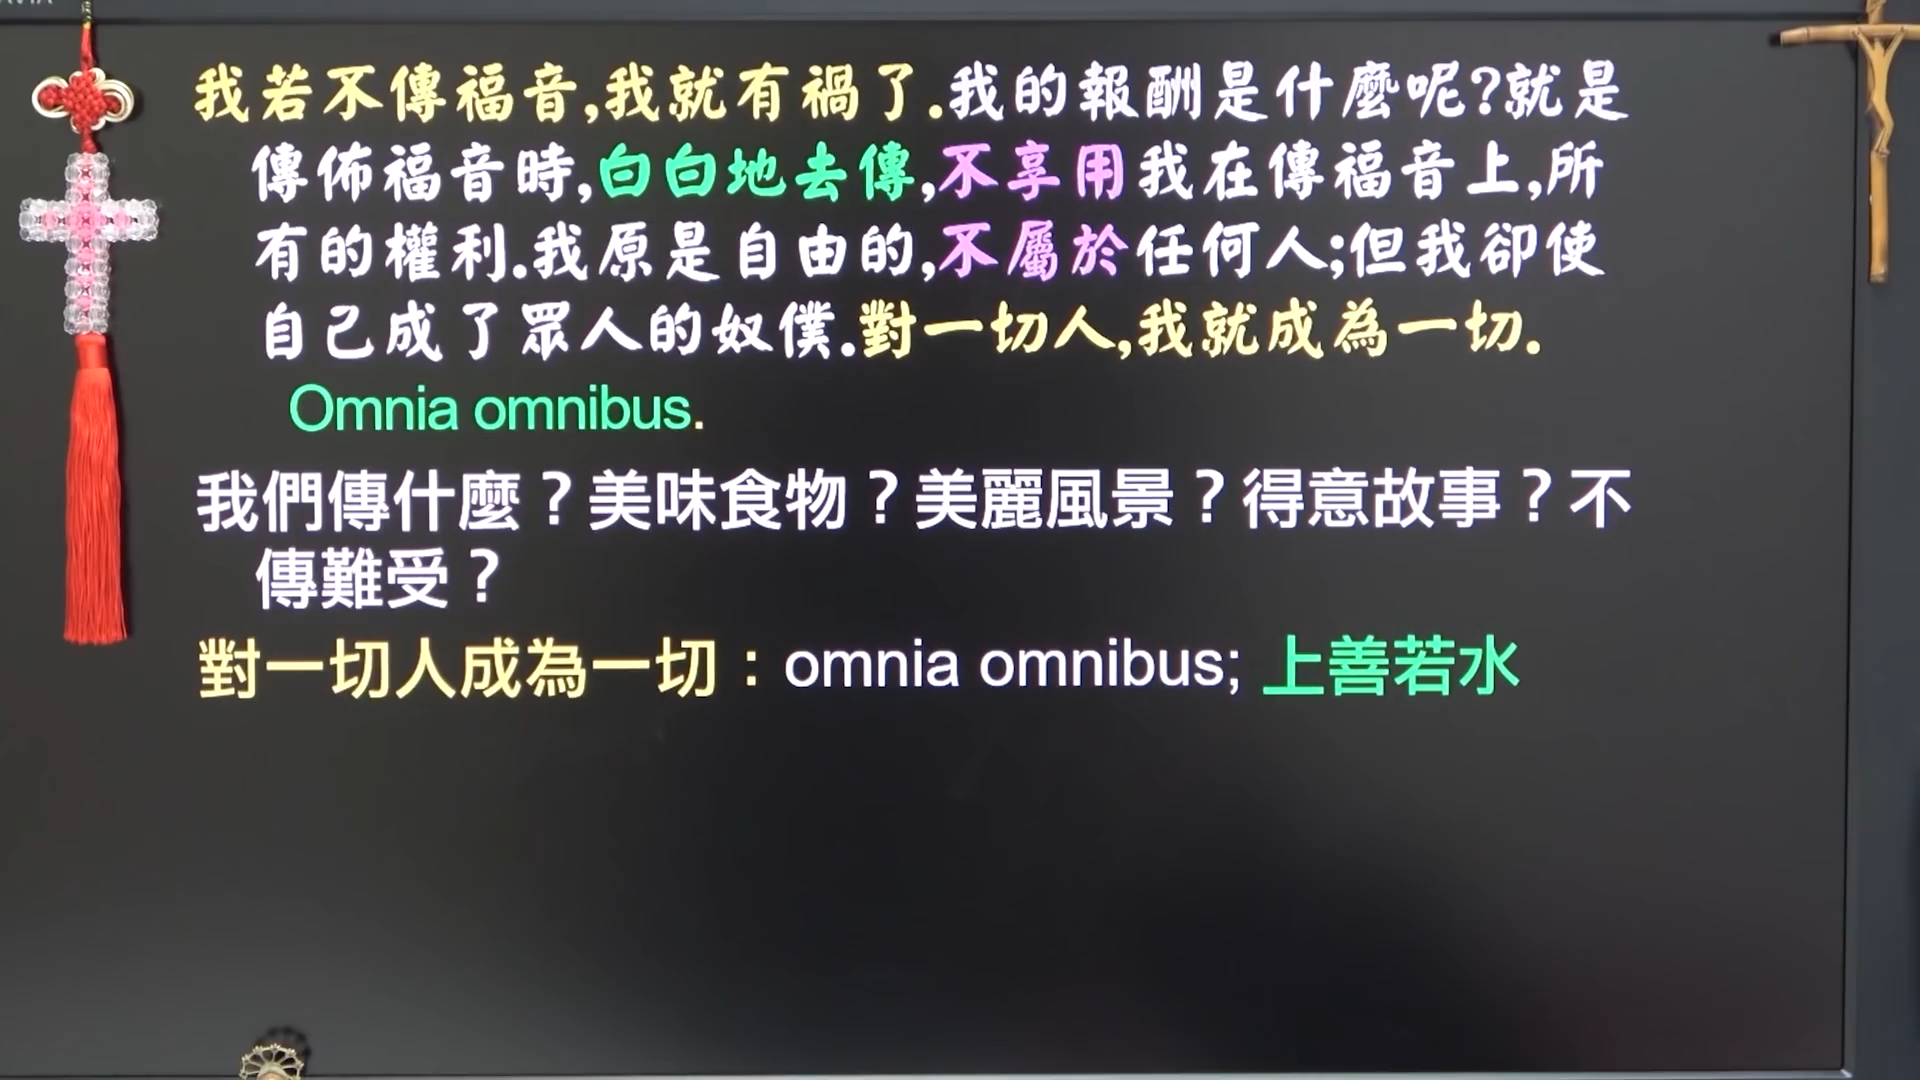 我若不傳福音,我就有禍了.我的報酬是什麼呢?就是
傳佈福音時,白白地去傳,不享用我在傳福音上,所
有的權利.我原是自由的,不屬於任何人;但我卻使
自己成了眾人的奴僕.對一切人,我就成為一切.
Omnia omnibus.
我們傳什麼？美味食物？美麗風景？得意故事？不
傳難受？
對一切人成為一切：omnia omnibus; 上善若水